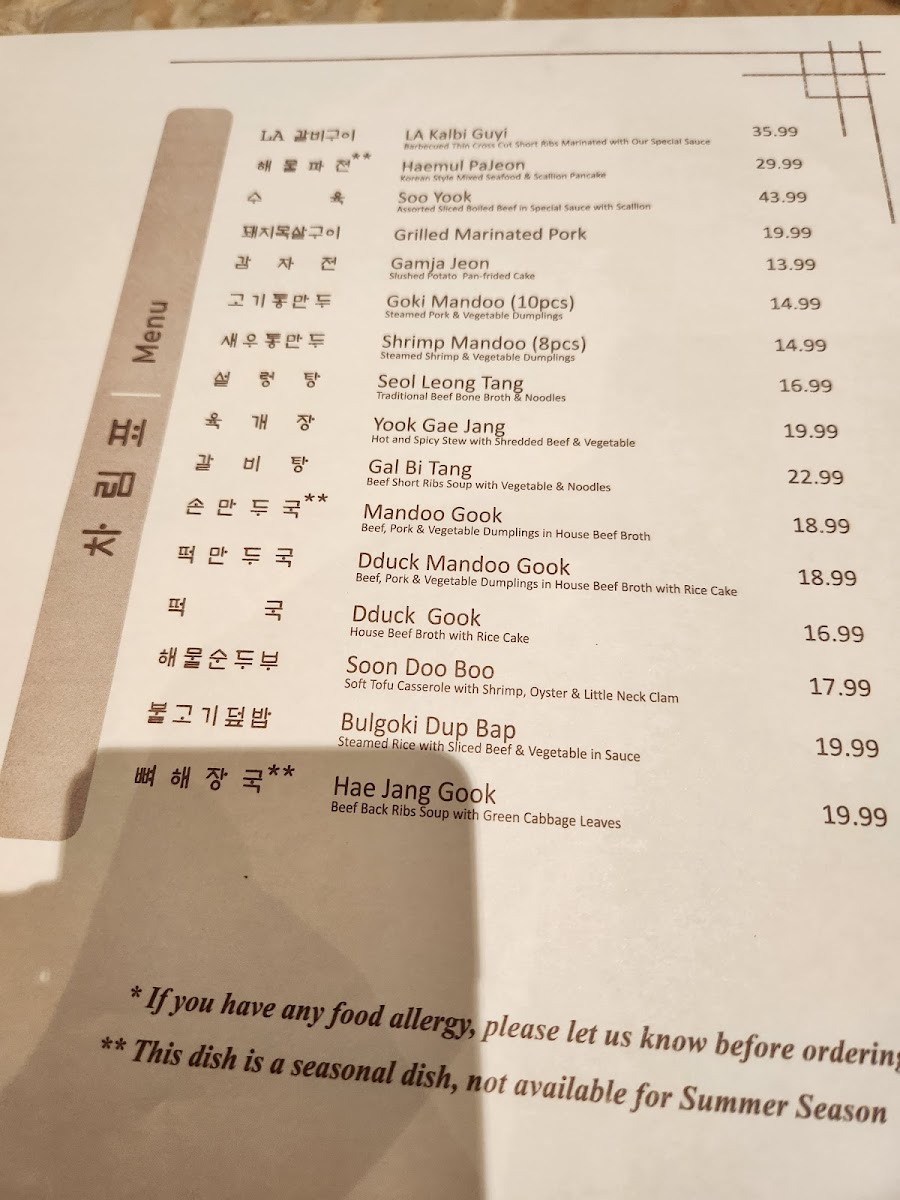 차림표 | Menu
LA 갈비구이 LA Kalbi Guyi 35.99
Barbecued Thin Cross Cut Short Ribs Marinated with Our Special Sauce
해물파전** Haemul PaJeon 29.99
Korean Style Mixed Seafood & Scallion Pancake
수육 Soo Yook 43.99
Assorted Sliced Boiled Beef in Special Sauce with Scallion
돼지목살구이 Grilled Marinated Pork 19.99
감자전 Gamja Jeon 13.99
Slushed Potato Pan-frided Cake
고기통만두 Goki Mandoo (10pcs) 14.99
Steamed Pork & Vegetable Dumplings
새우통만두 Shrimp Mandoo (8pcs) 14.99
Steamed Shrimp & Vegetable Dumplings
설렁탕 Seol Leong Tang 16.99
Traditional Beef Bone Broth & Noodles
육개장 Yook Gae Jang 19.99
Hot and Spicy Stew with Shredded Beef & Vegetable
갈비탕 Gal Bi Tang 22.99
Beef Short Ribs Soup with Vegetable & Noodles
손만두국** Mandoo Gook 18.99
Beef, Pork & Vegetable Dumplings in House Beef Broth
떡만두국 Dduck Mandoo Gook 18.99
Beef, Pork & Vegetable Dumplings in House Beef Broth with Rice Cake
떡국 Dduck Gook 16.99
House Beef Broth with Rice Cake
해물순두부 Soon Doo Boo 17.99
Soft Tofu Casserole with Shrimp, Oyster & Little Neck Clam
불고기덮밥 Bulgoki Dup Bap 19.99
Steamed Rice with Sliced Beef & Vegetable in Sauce
뼈해장국** Hae Jang Gook 19.99
Beef Back Ribs Soup with Green Cabbage Leaves
* If you have any food allergy, please let us know before ordering
** This dish is a seasonal dish, not available for Summer Season